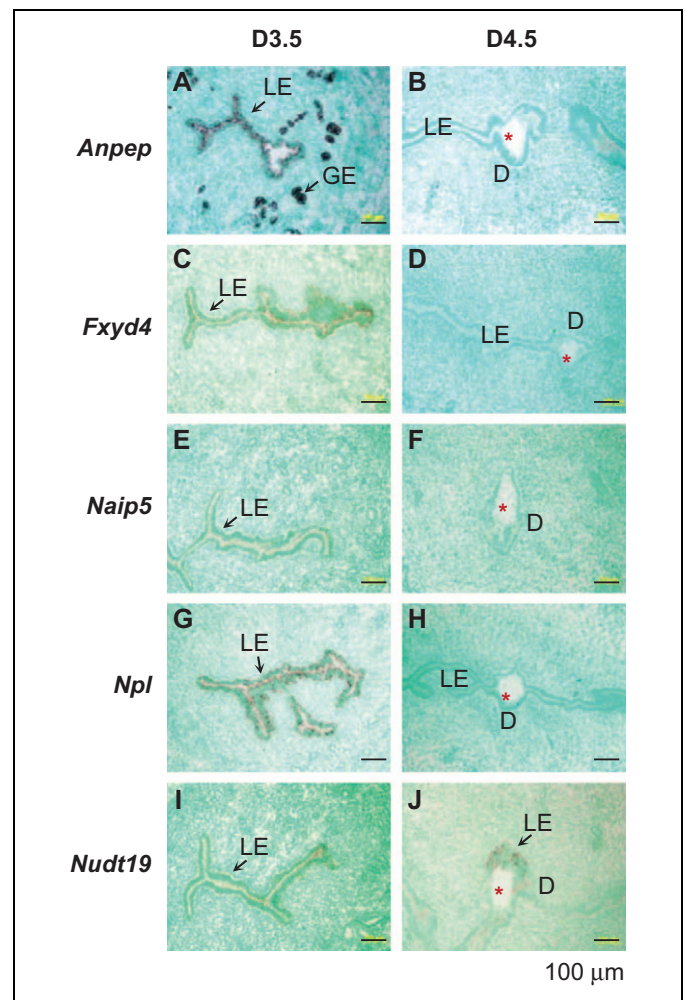 D3.5 D4.5
Anpep
A LE GE
B LE D *
Fxyd4
C LE
D LE D *
Naip5
E LE
F D *
Npl
G LE
H LE D *
Nudt19
I LE
J LE D *
100 μm